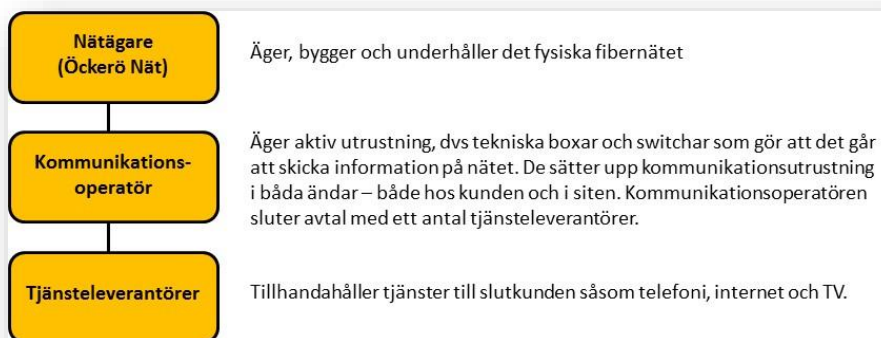 Nätägare
(Öckerö Nät)
Äger, bygger och underhåller det fysiska fibernätet
Kommunikations-
operatör
Äger aktiv utrustning, dvs tekniska boxar och switchar som gör att det går
att skicka information på nätet. De sätter upp kommunikationsutrustning
i båda ändar – både hos kunden och i siten. Kommunikationsoperatören
sluter avtal med ett antal tjänsteleverantörer.
Tjänsteleverantörer
Tillhandahåller tjänster till slutkunden såsom telefoni, internet och TV.